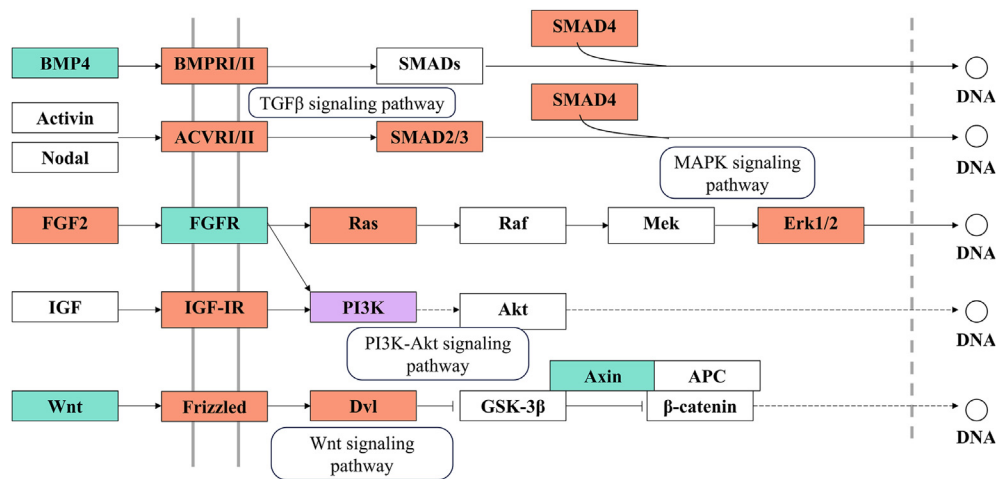 SMAD4
BMP4
BMPRI/II
SMADs
DNA
TGFβ signaling pathway
SMAD4
Activin
ACVRI/II
SMAD2/3
Nodal
DNA
MAPK signaling
pathway
FGF2
FGFR
Ras
Raf
Mek
Erk1/2
DNA
IGF
IGF-IR
PI3K
Akt
DNA
PI3K-Akt signaling
pathway
Axin
APC
Wnt
Frizzled
Dvl
GSK-3β
β-catenin
DNA
Wnt signaling
pathway